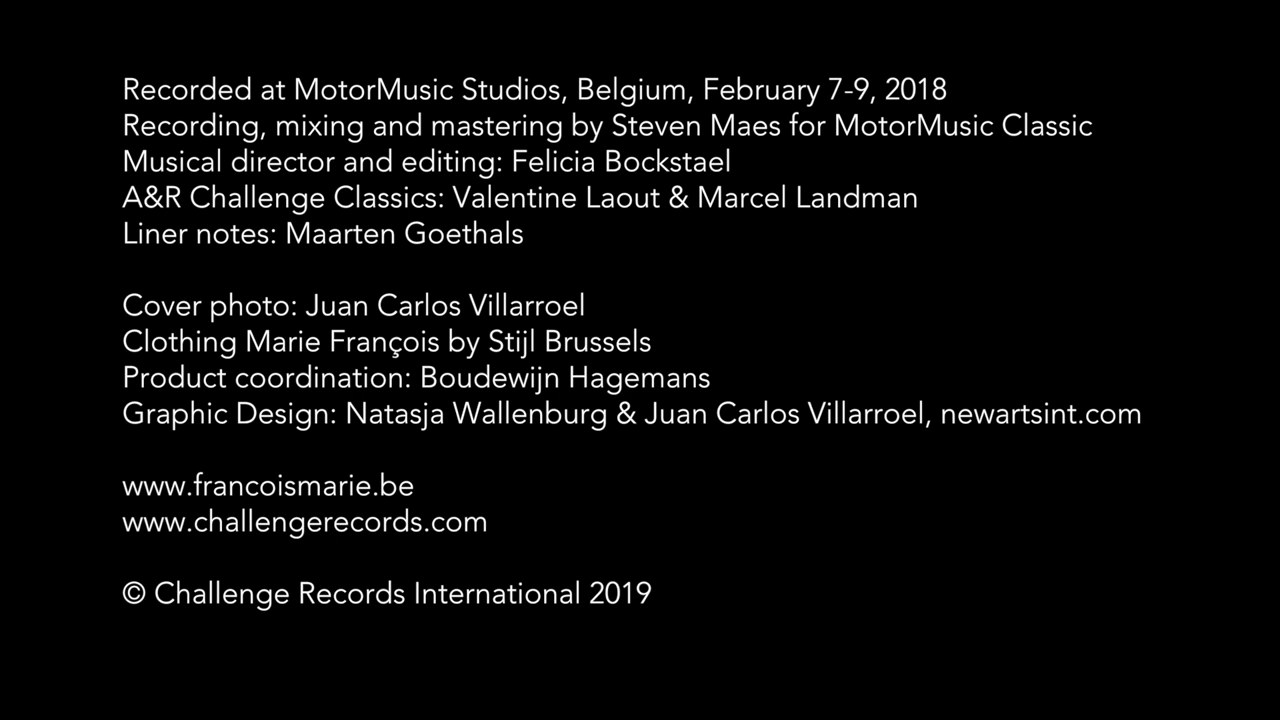 Recorded at MotorMusic Studios, Belgium, February 7-9, 2018
Recording, mixing and mastering by Steven Maes for MotorMusic Classic
Musical director and editing: Felicia Bockstael
A&R Challenge Classics: Valentine Laout & Marcel Landman
Liner notes: Maarten Goethals
Cover photo: Juan Carlos Villarroel
Clothing Marie François by Stijl Brussels
Product coordination: Boudewijn Hagemans
Graphic Design: Natasja Wallenburg & Juan Carlos Villarroel, newartsint.com
www.francoismarie.be
www.challengerecords.com
© Challenge Records International 2019